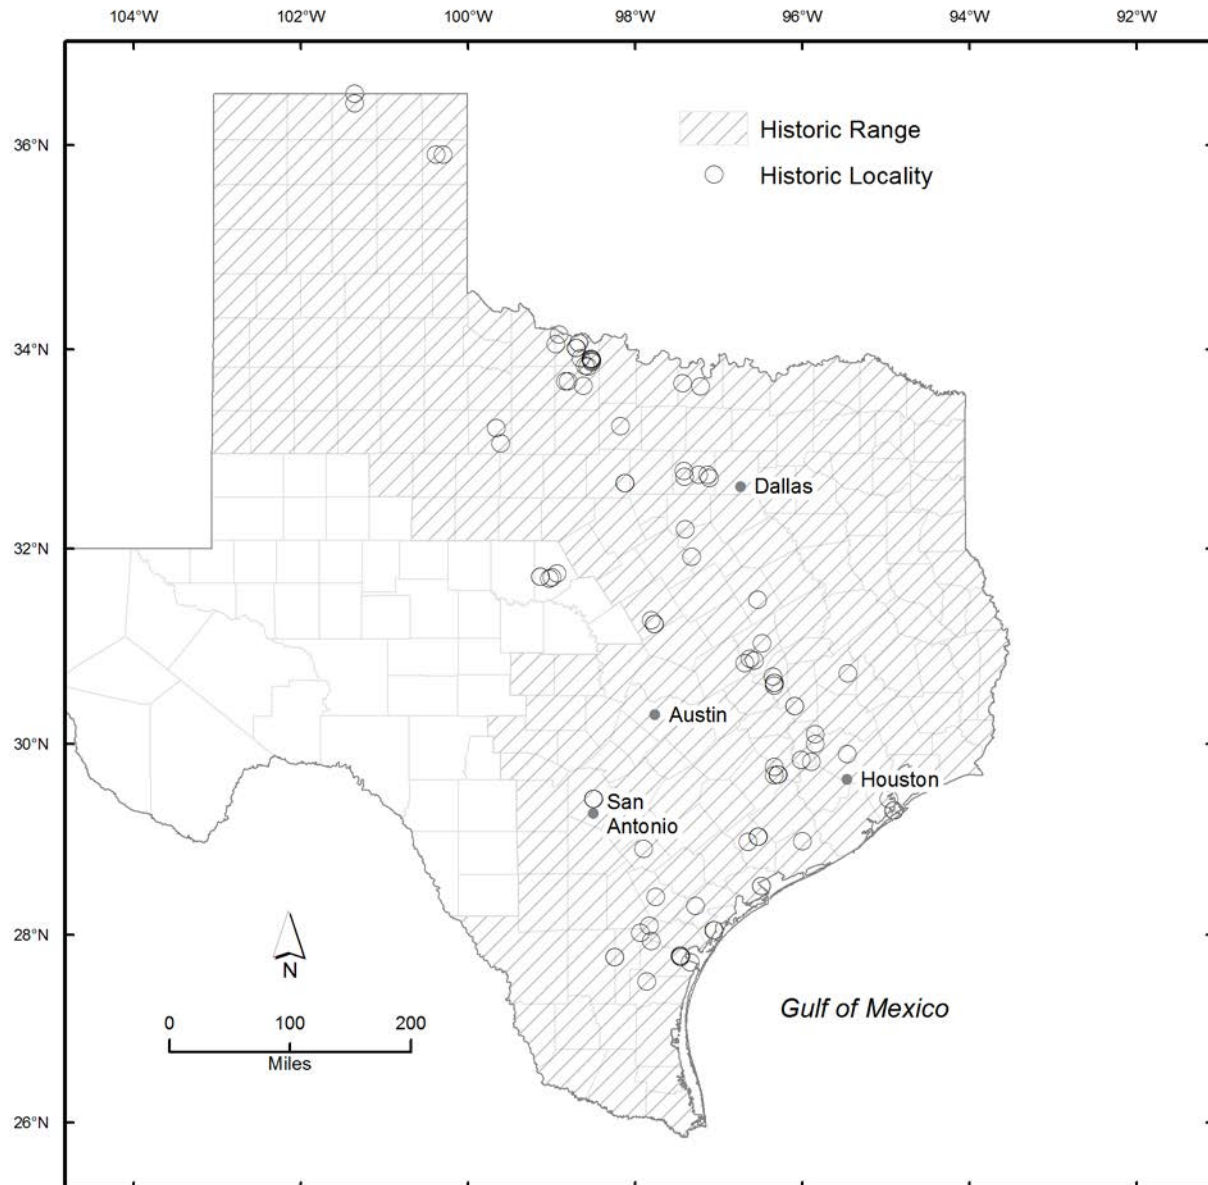 104°W 102°W 100°W 98°W 96°W 94°W 92°W
36°N
Historic Range
Historic Locality
34°N
Dallas
32°N
Austin
30°N
Houston
San
Antonio
28°N
N
Gulf of Mexico
0 100 200
Miles
26°N